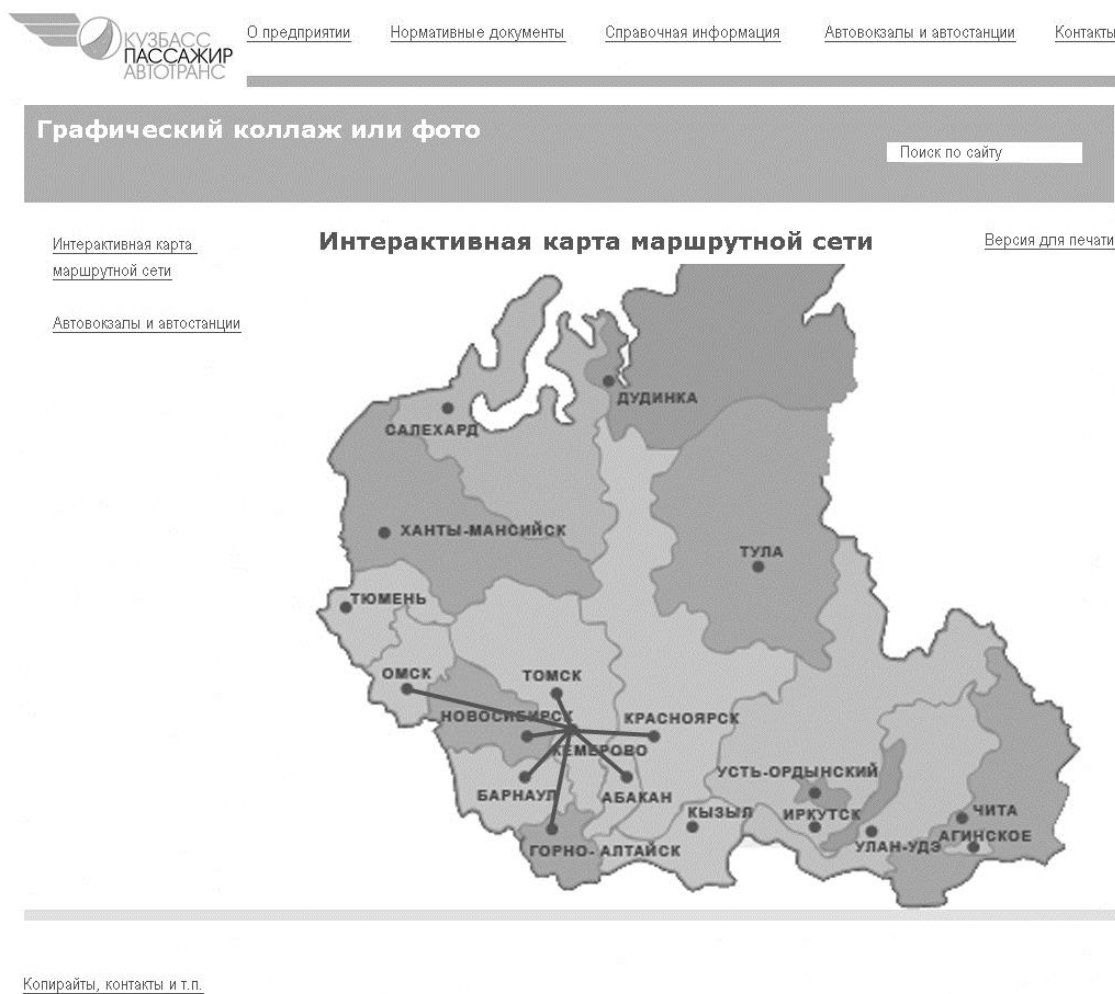 КУЗБАСС
ПАССАЖИР
АВТОТРАНС
О предприятии
Нормативные документы
Справочная информация
Автовокзалы и автостанции
Контакты
Графический коллаж или фото
Поиск по сайту
Интерактивная карта
маршрутной сети
Автовокзалы и автостанции
Интерактивная карта маршрутной сети
Версия для печати
ДУДИНКА
САЛЕХАРД
ХАНТЫ-МАНСИЙСК
ТУЛА
ТЮМЕНЬ
ОМСК
ТОМСК
НОВОСИБИРСК
КРАСНОЯРСК
КЕМЕРОВО
УСТЬ-ОРДЫНСКИЙ
БАРНАУЛ
АБАКАН
КЫЗЫЛ
ИРКУТСК
ЧИТА
УЛАН-УДЭ
АГИНСКОЕ
ГОРНО- АЛТАЙСК
Копирайты, контакты и т.п.